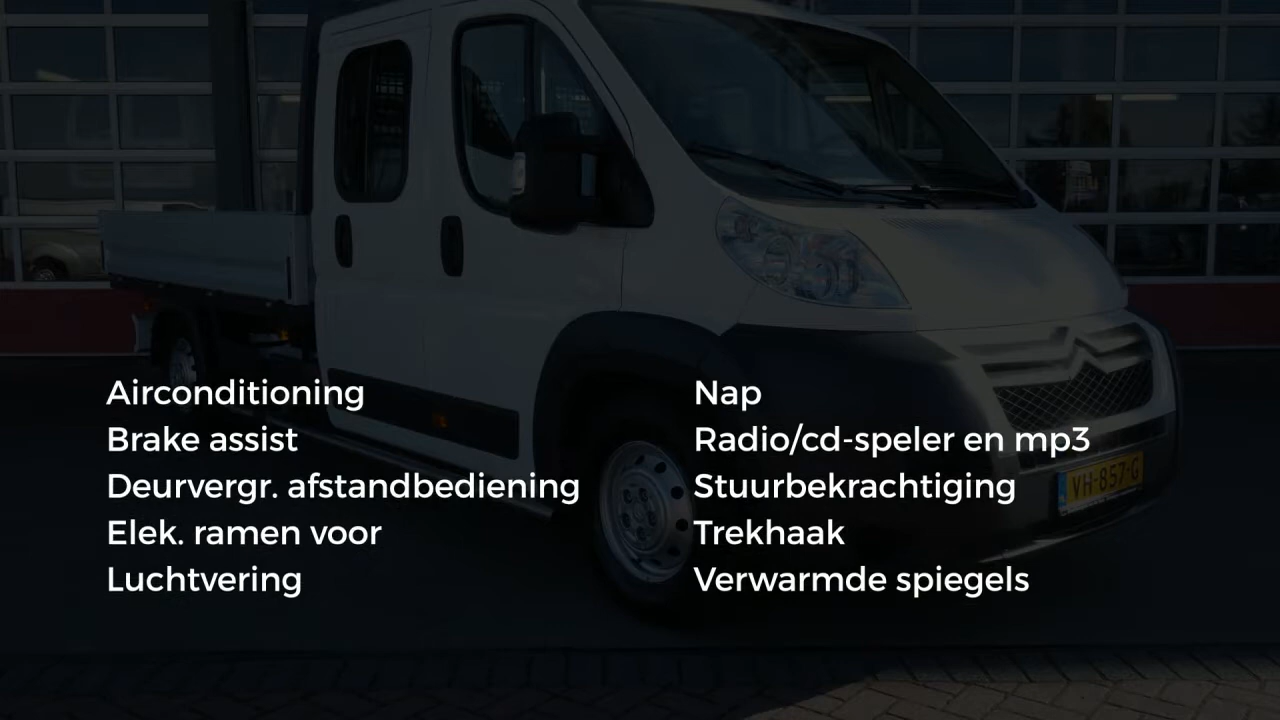 Airconditioning
Brake assist
Deurvergr. afstandbediening
Elek. ramen voor
Luchtvering
Nap
Radio/cd-speler en mp3
Stuurbekrachtiging
Trekhaak
Verwarmde spiegels
VH-857-G